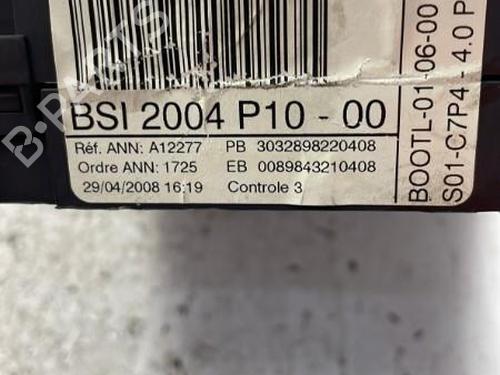 BSI 2004 P10 - 00
Réf. ANN: A12277 PB 3032898220408
Ordre ANN: 1725 EB 0089843210408
29/04/2008 16:19 Controle 3
BOOTL-01-06-00
S01-C7P4 - 4.0 P
B-PARTS